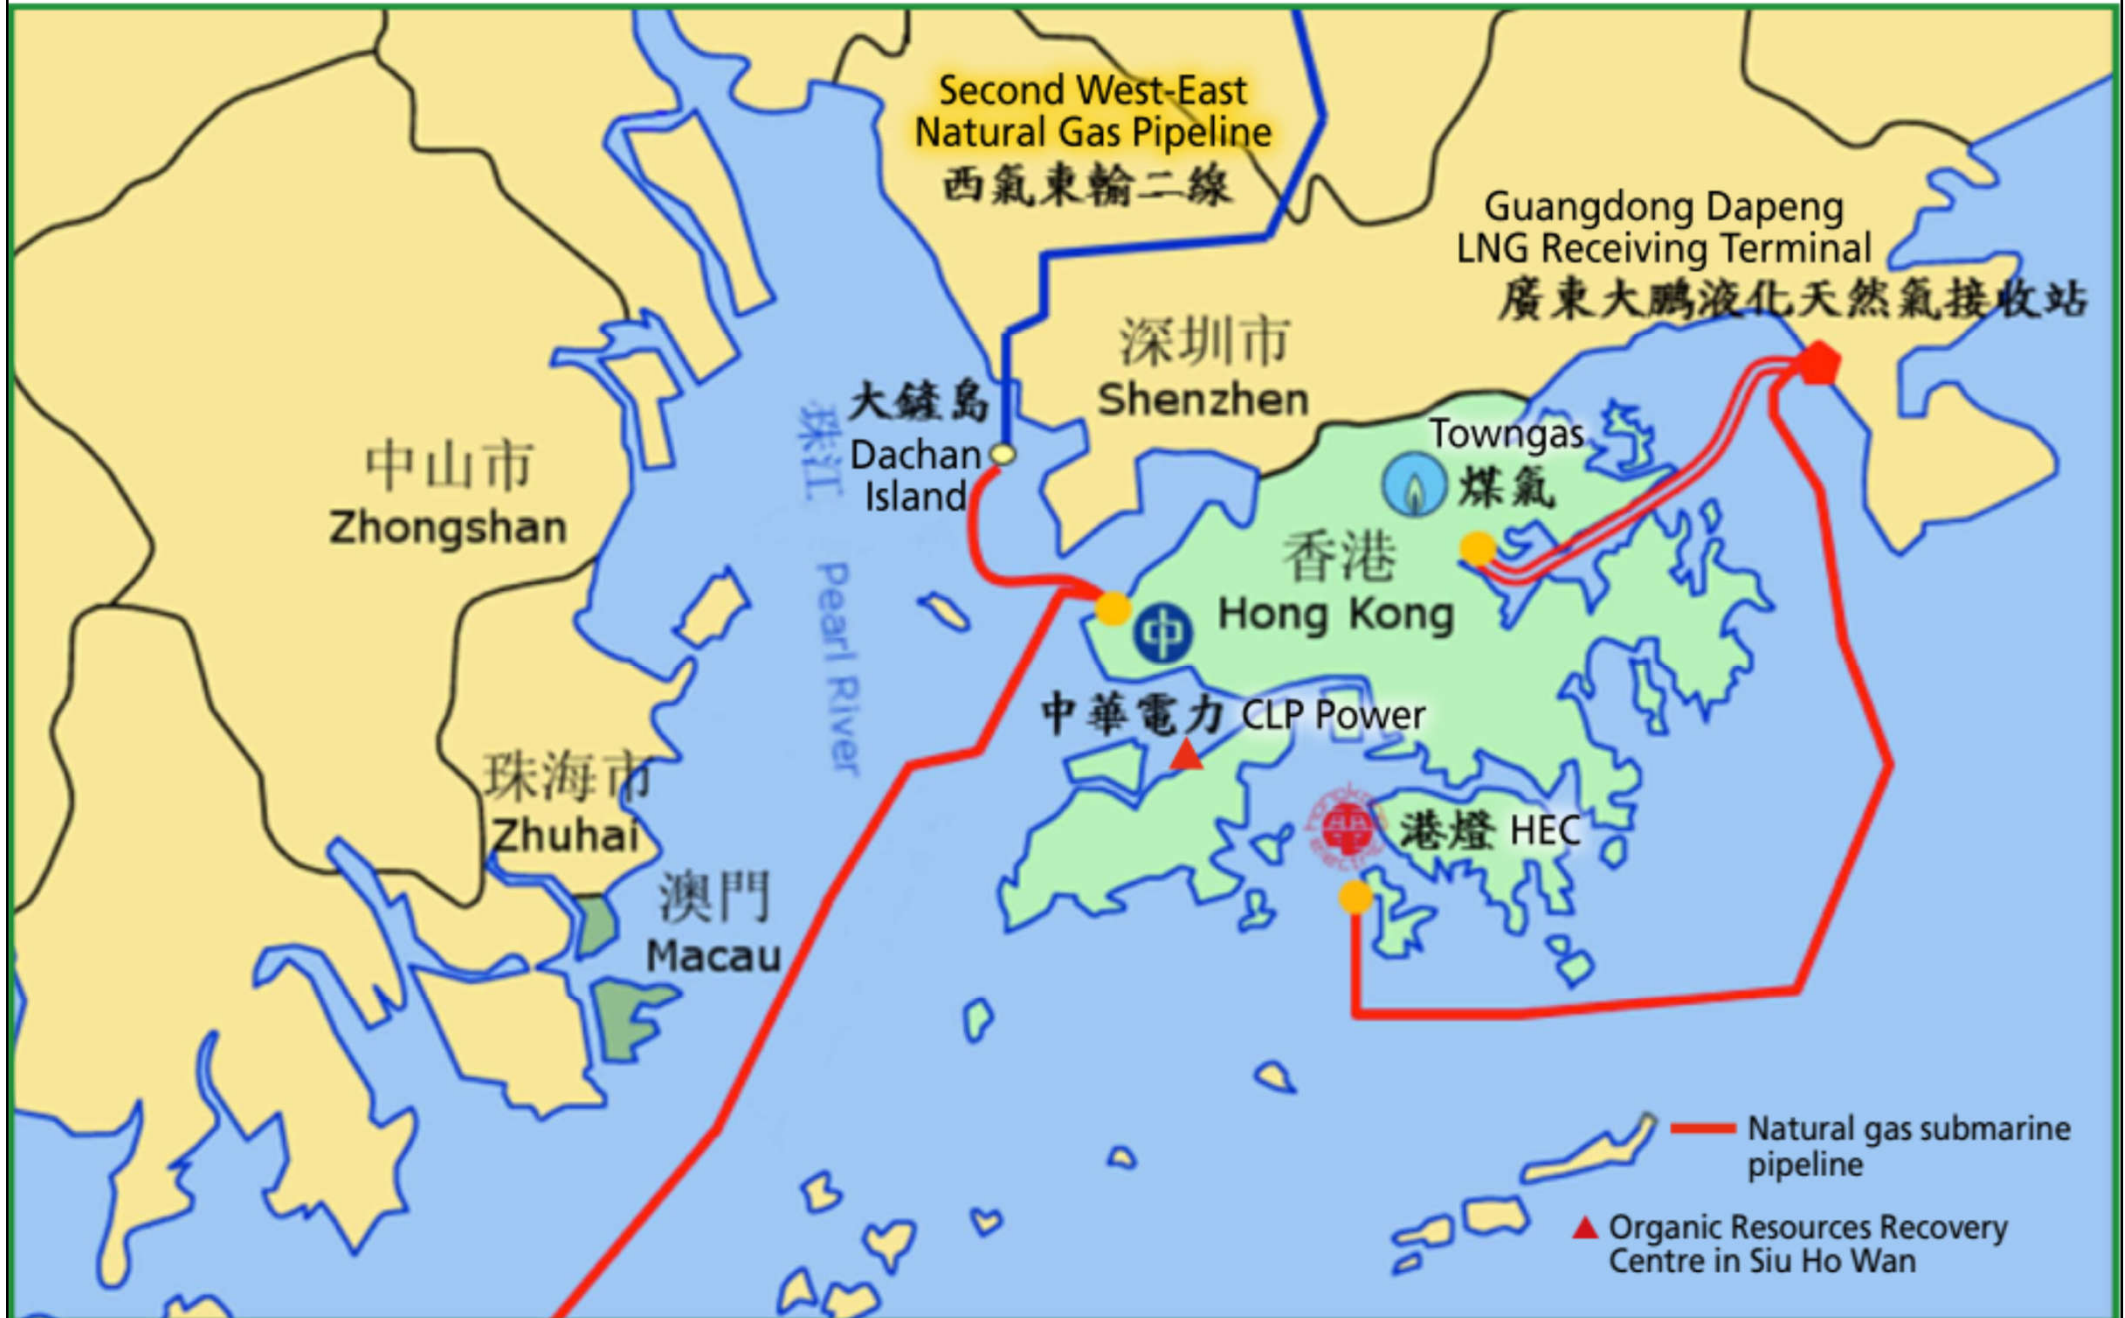 Second West-East
Natural Gas Pipeline
西氣東輸二線
Guangdong Dapeng
LNG Receiving Terminal
廣東大鵬液化天然氣接收站
深圳市
Shenzhen
大鏟島
Dachan
Island
珠江 Pearl River
中山市
Zhongshan
Towngas
煤氣
香港
Hong Kong
中華電力 CLP Power
珠海市
Zhuhai
港燈 HEC
澳門
Macau
Natural gas submarine
pipeline
Organic Resources Recovery
Centre in Siu Ho Wan